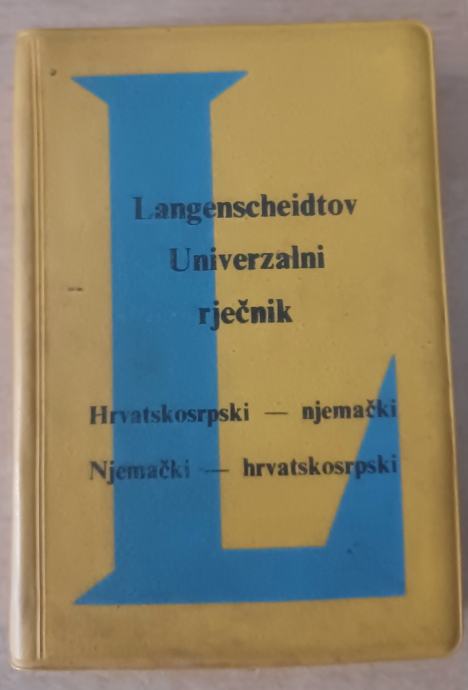 Langenscheidtov
Univerzalni
rječnik
Hrvatskosrpski — njemački
Njemački — hrvatskosrpski